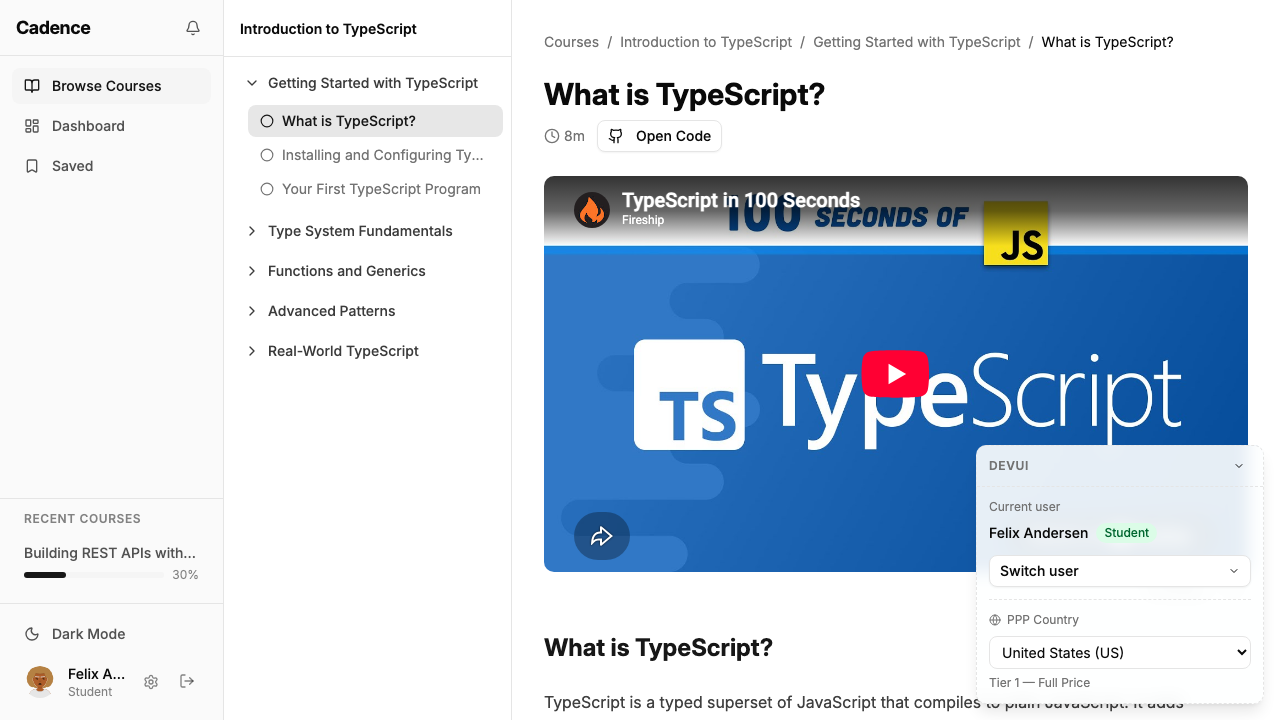 Cadence
Browse Courses
Dashboard
Saved
RECENT COURSES
Building REST APIs with...
30%
Dark Mode
Felix A...
Student
Introduction to TypeScript
Getting Started with TypeScript
What is TypeScript?
Installing and Configuring Ty...
Your First TypeScript Program
Type System Fundamentals
Functions and Generics
Advanced Patterns
Real-World TypeScript
Courses / Introduction to TypeScript / Getting Started with TypeScript / What is TypeScript?
What is TypeScript?
8m
Open Code
TypeScript in 100 Seconds
Fireship
100 SECONDS OF
JS
TS TypeScript
DEVUI
Current user
Felix Andersen Student
Switch user
PPP Country
United States (US)
Tier 1 — Full Price
What is TypeScript?
TypeScript is a typed superset of JavaScript that compiles to plain JavaScript. It adds